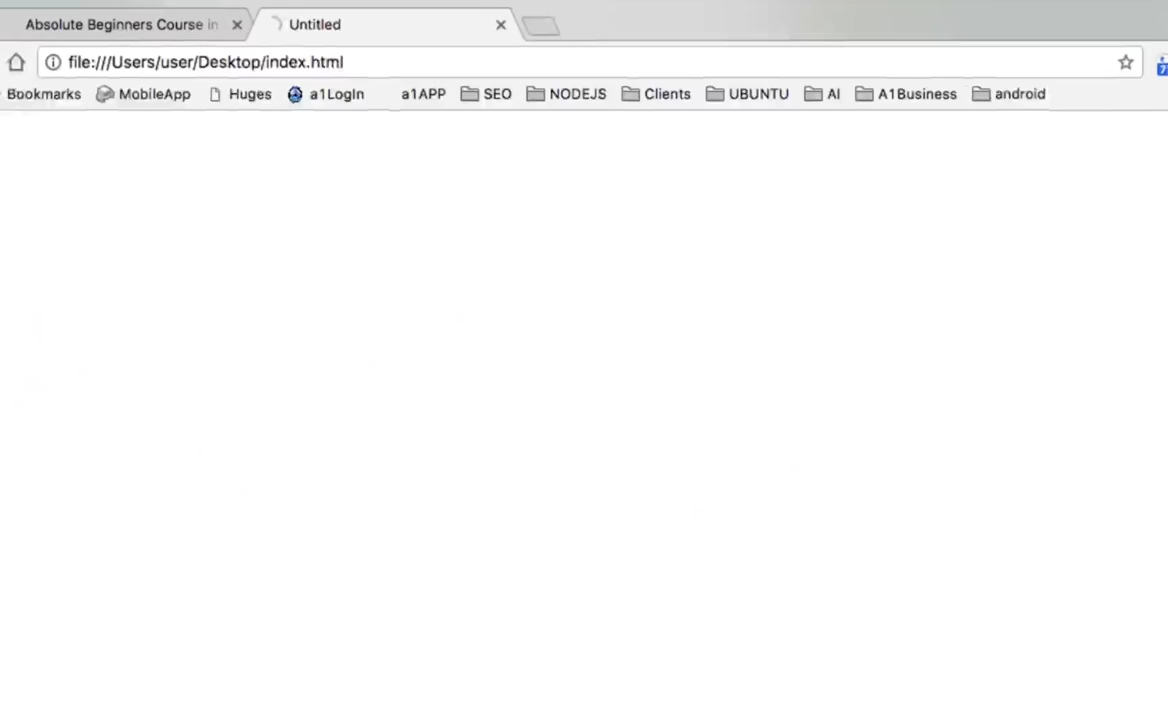 Absolute Beginners Course in
Untitled
file:///Users/user/Desktop/index.html
Bookmarks MobileApp Huges a1LogIn a1APP SEO NODEJS Clients UBUNTU AI A1Business android